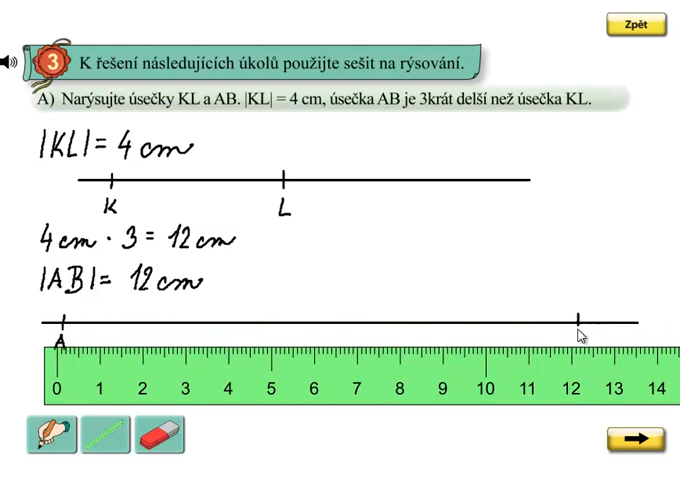 Zpět
3 K řešení následujících úkolů použijte sešit na rýsování.
A) Narýsujte úsečky KL a AB. |KL| = 4 cm, úsečka AB je 3krát delší než úsečka KL.
|KL| = 4 cm
K L
4 cm · 3 = 12 cm
|AB| = 12 cm
A
0 1 2 3 4 5 6 7 8 9 10 11 12 13 14